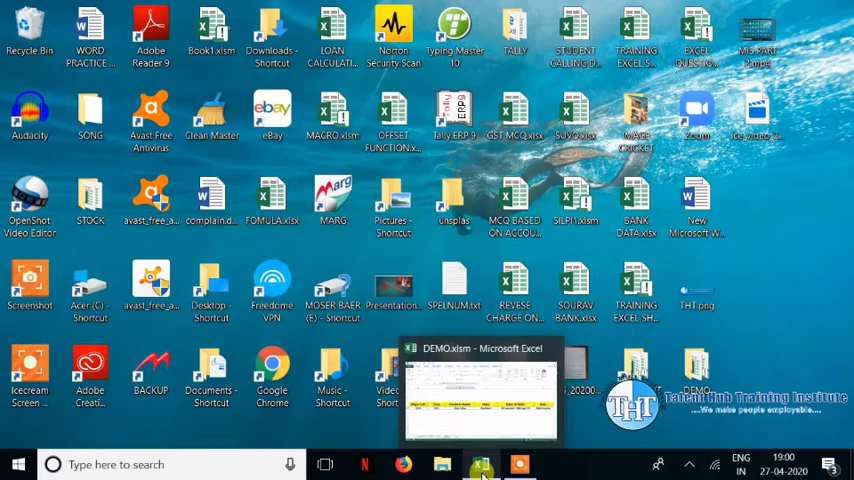 Recycle Bin
WORD PRACTICE ...
Adobe Reader 9
Book1.xlsm
Downloads - Shortcut
LOAN CALCULATI...
Norton Security Scan
Typing Master 10
TALLY
STUDENT CALLING D...
TRAINING EXCEL S...
EXCEL QUESTIO...
MIS PART 2.mp4
Audacity
SONG
Avast Free Antivirus
Clean Master
eBay
MACRO.xlsm
OFFSET FUNCTION.x...
Tally.ERP 9
GST MCQ.xlsx
SUVO.xlsx
MAGE CRICKET
Zoom
ice_video_2...
OpenShot Video Editor
STOCK
avast_free_a...
complain.d...
FOMULA.xlsx
MARG
Pictures - Shortcut
unsplas
MCQ BASED ON ACCOU...
SILPI1.xlsm
BANK DATA.xlsx
New Microsoft W...
Screenshot
Acer (C) - Shortcut
avast_free_a...
Desktop - Shortcut
Freedome VPN
MOSER BAER (E) - Shortcut
Presentation...
SPELNUM.txt
REVESE CHARGE ON...
SOURAV BANK.xlsx
TRAINING EXCEL SH...
THT.png
DEMO.xlsm - Microsoft Excel
Icecream Screen ...
Adobe Creati...
BACKUP
Documents - Shortcut
Google Chrome
Music - Shortcut
DEMO
THT
Talent Hub Training Institute
...We make people employable....
Type here to search
ENG
IN
19:00
27-04-2020
3